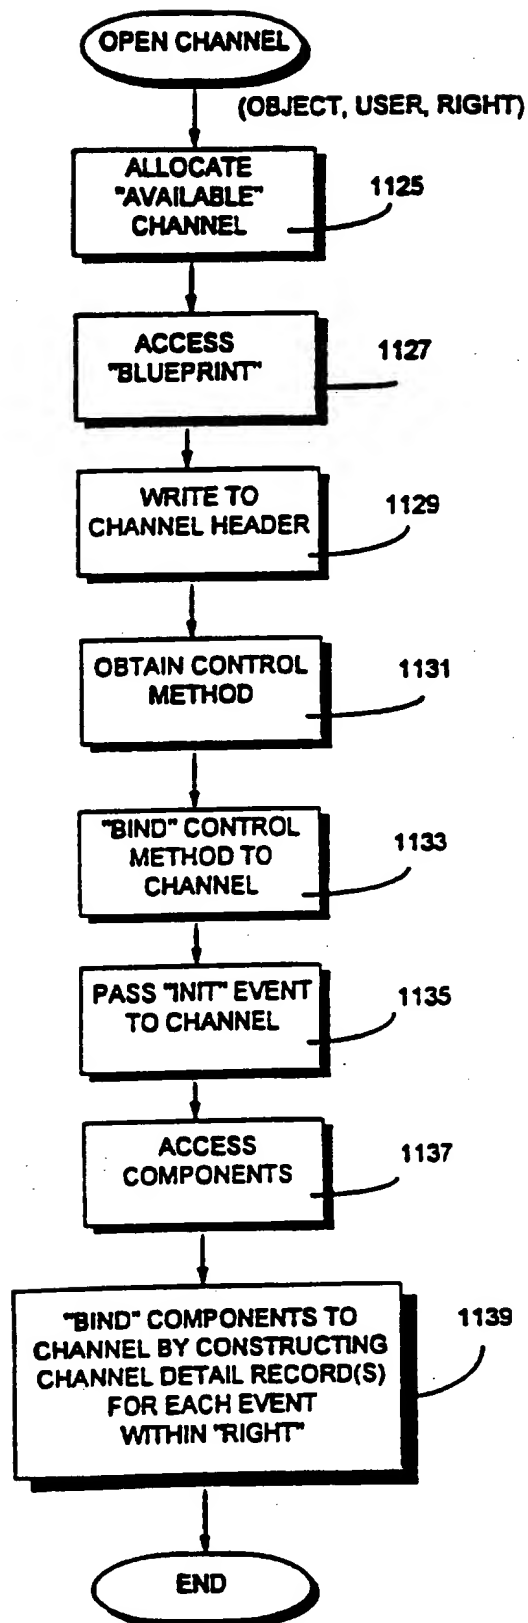 OPEN CHANNEL
(OBJECT, USER, RIGHT)
ALLOCATE
"AVAILABLE"
CHANNEL
1125
ACCESS
"BLUEPRINT"
1127
WRITE TO
CHANNEL HEADER
1129
OBTAIN CONTROL
METHOD
1131
"BIND" CONTROL
METHOD TO
CHANNEL
1133
PASS "INIT" EVENT
TO CHANNEL
1135
ACCESS
COMPONENTS
1137
"BIND" COMPONENTS TO
CHANNEL BY CONSTRUCTING
CHANNEL DETAIL RECORD(S)
FOR EACH EVENT
WITHIN "RIGHT"
1139
END